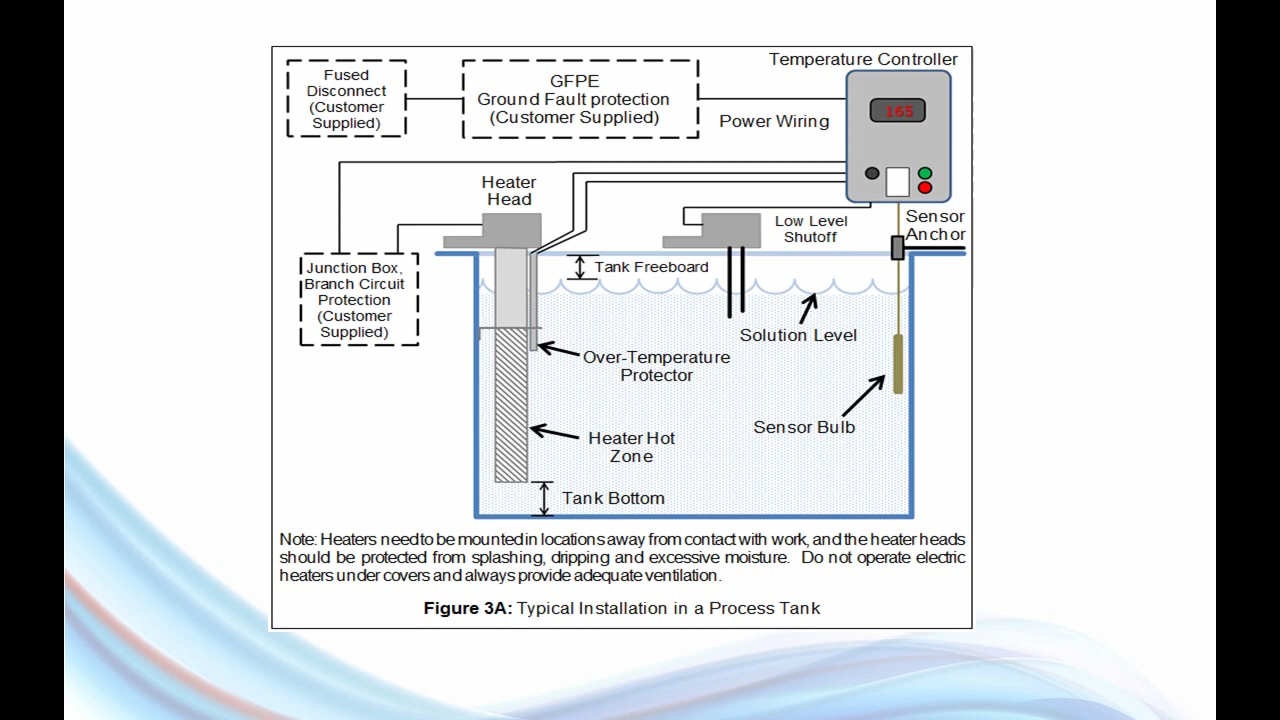 Temperature Controller
Fused
Disconnect
(Customer
Supplied)
GFPE
Ground Fault protection
(Customer Supplied)
Power Wiring
165
Heater
Head
Low Level
Shutoff
Sensor
Anchor
Junction Box,
Branch Circuit
Protection
(Customer
Supplied)
Tank Freeboard
Solution Level
Over-Temperature
Protector
Sensor Bulb
Heater Hot
Zone
Tank Bottom
Note: Heaters need to be mounted in locations away from contact with work, and the heater heads
should be protected from splashing, dripping and excessive moisture. Do not operate electric
heaters under covers and always provide adequate ventilation.
Figure 3A: Typical Installation in a Process Tank